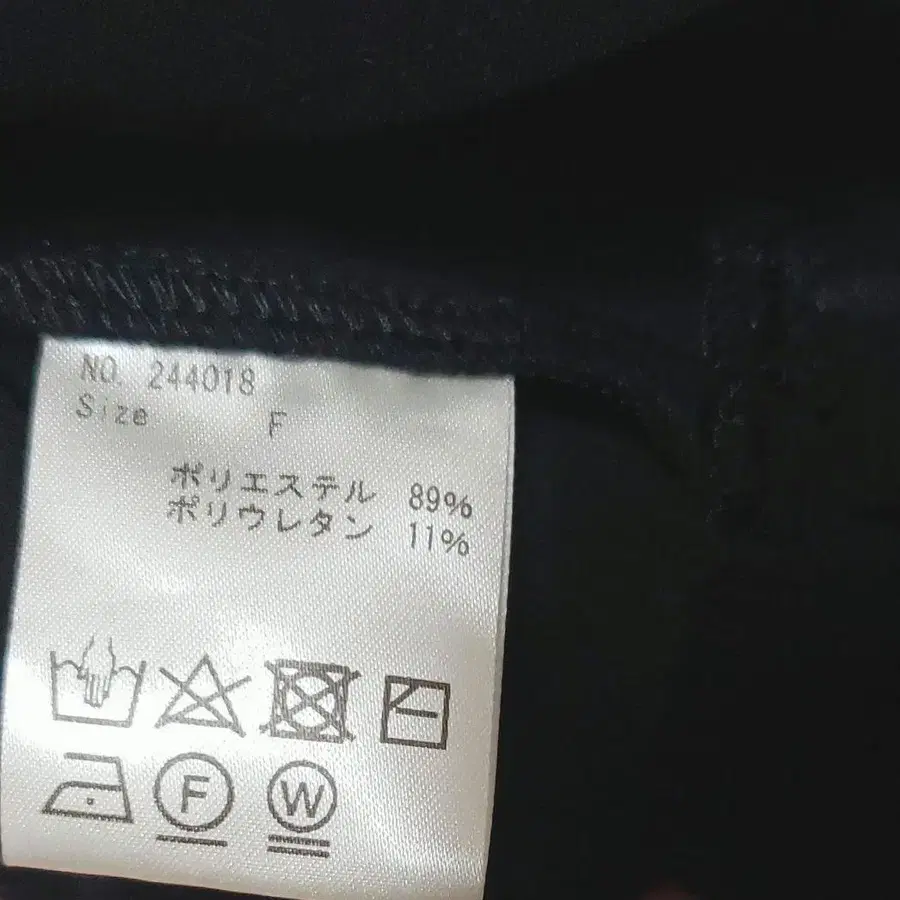 NO. 244018
Size F
ポリエステル 89%
ポリウレタン 11%
F W